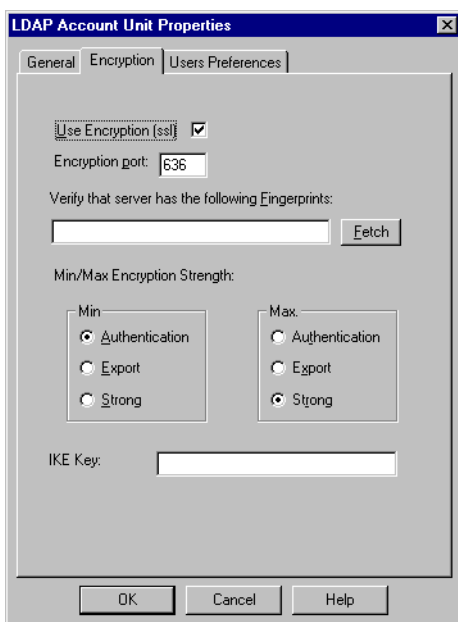 LDAP Account Unit Properties
General Encryption Users Preferences
Use Encryption (ssl)
Encryption port: 636
Verify that server has the following Fingerprints:
Fetch
Min/Max Encryption Strength:
Min Max.
Authentication Authentication
Export Export
Strong Strong
IKE Key:
OK Cancel Help